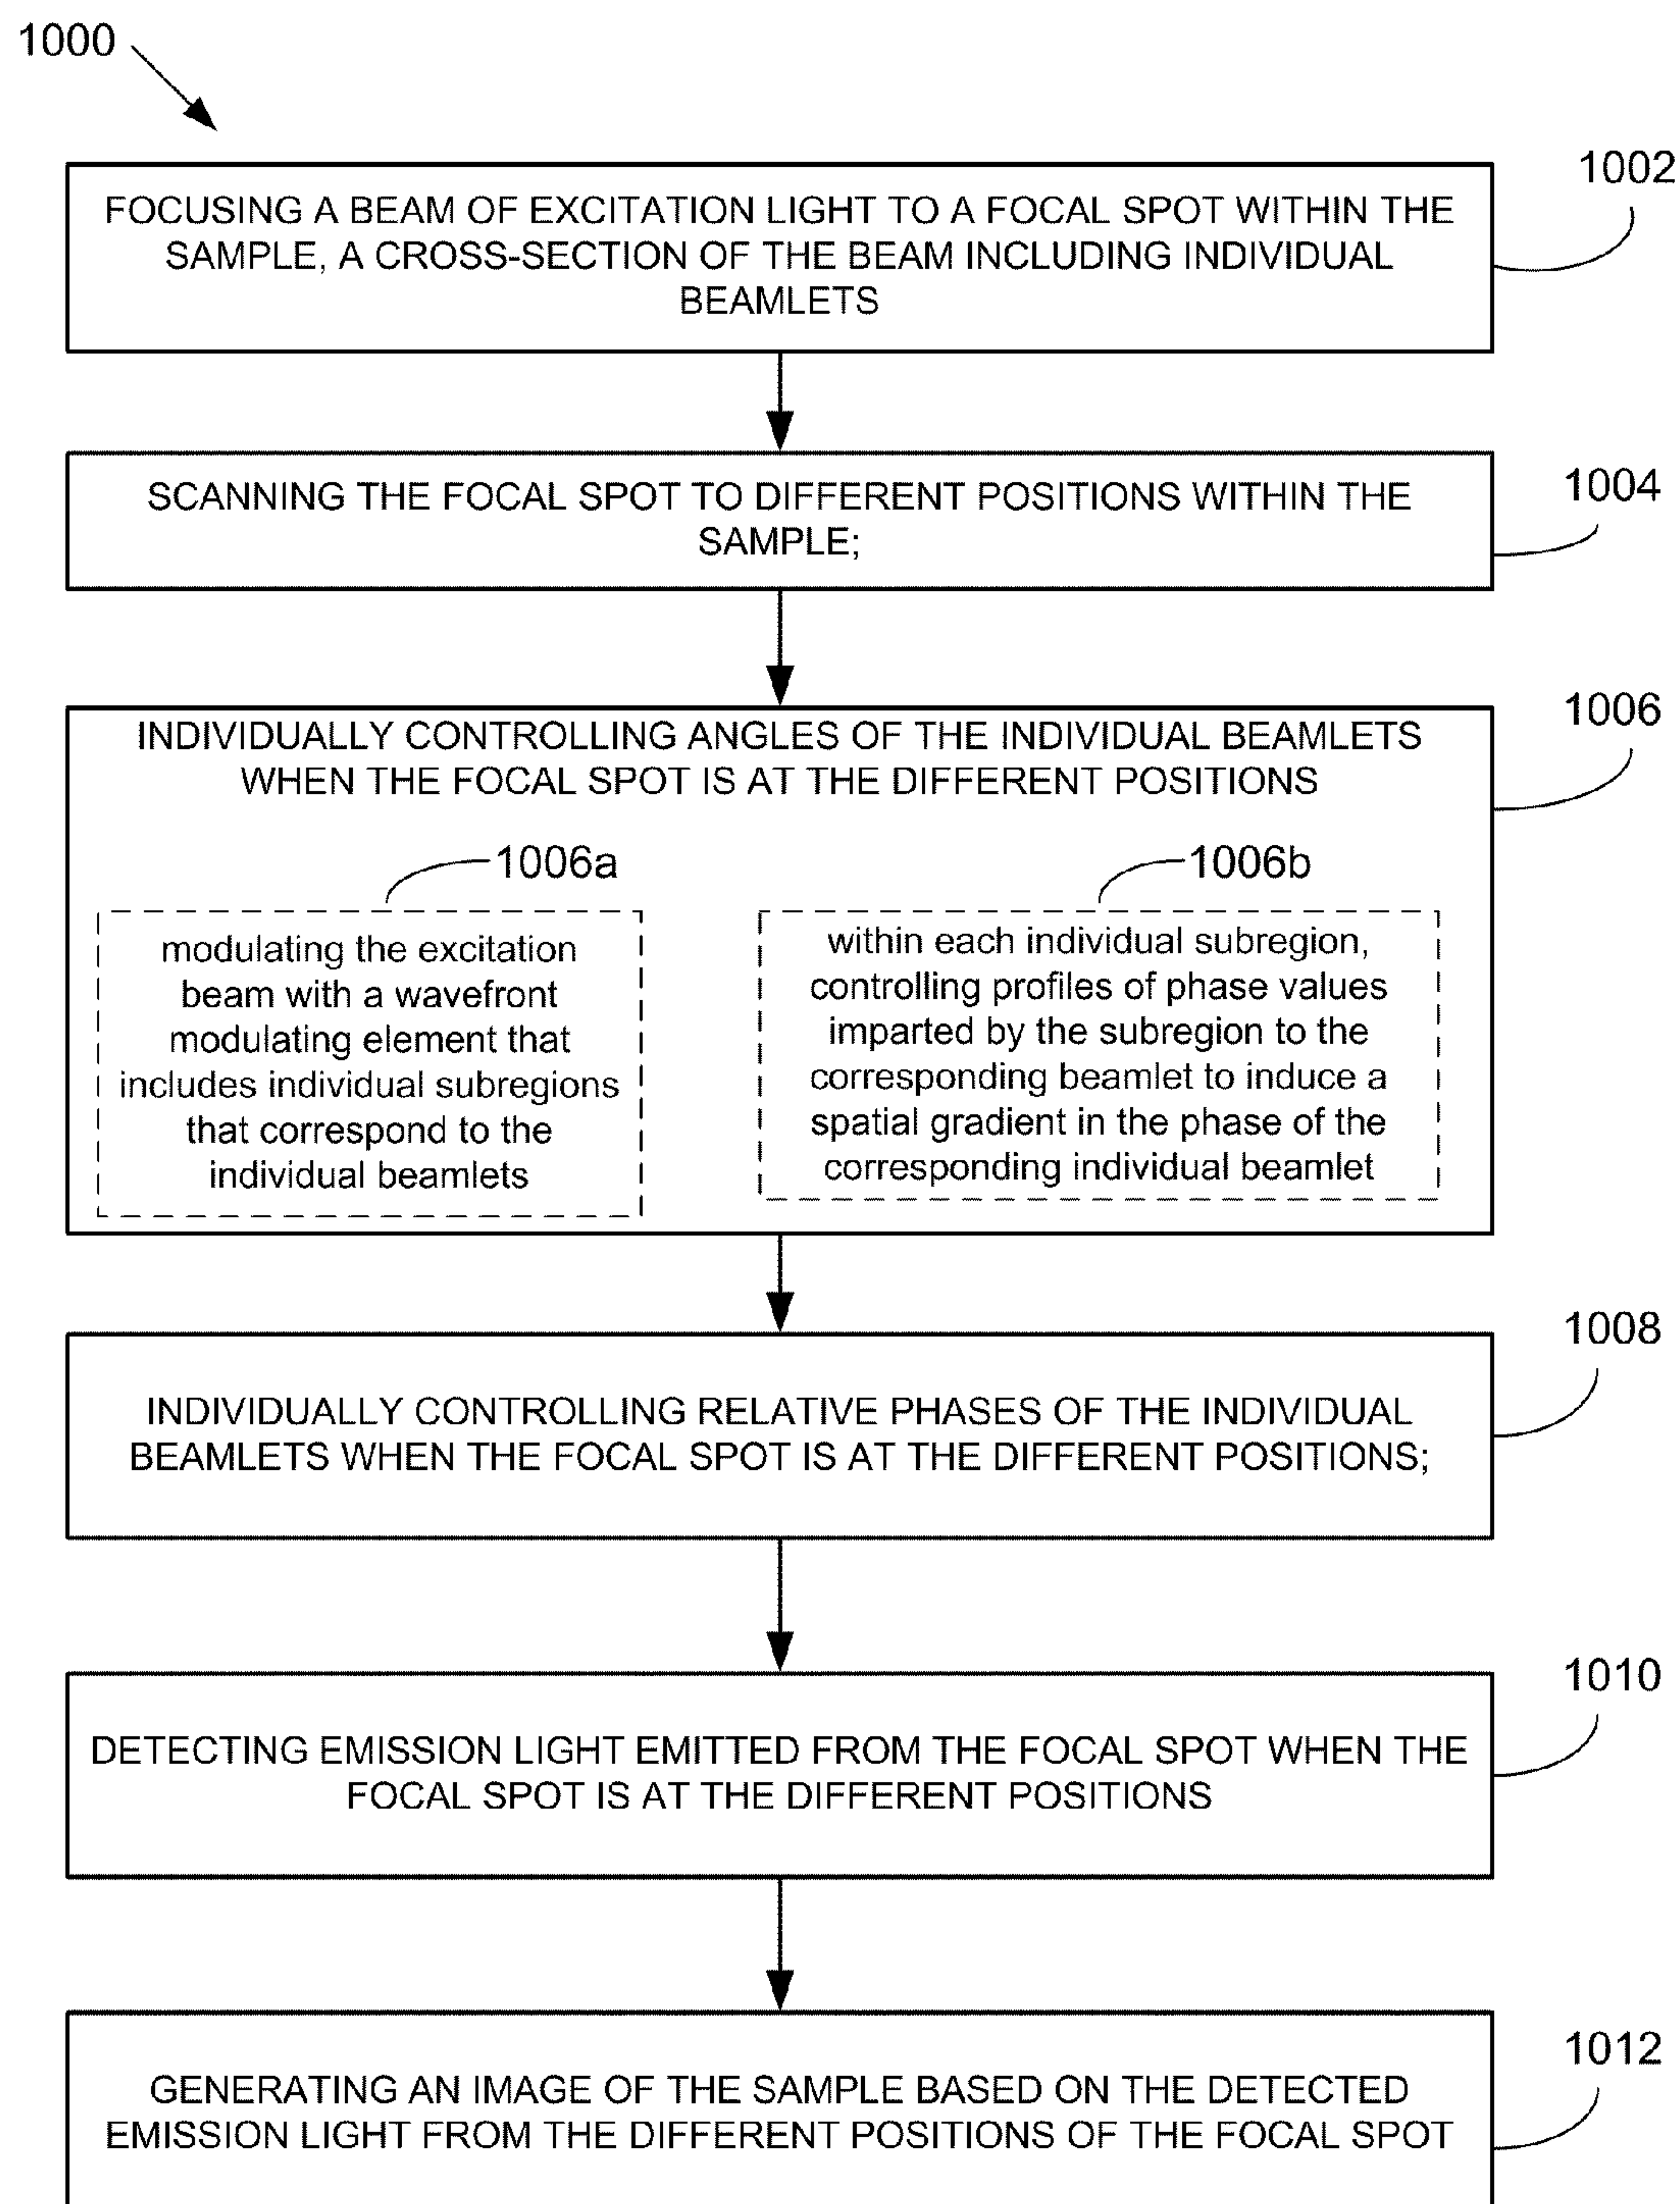 1000
1002
FOCUSING A BEAM OF EXCITATION LIGHT TO A FOCAL SPOT WITHIN THE
SAMPLE, A CROSS-SECTION OF THE BEAM INCLUDING INDIVIDUAL
BEAMLETS
1004
SCANNING THE FOCAL SPOT TO DIFFERENT POSITIONS WITHIN THE
SAMPLE;
1006
INDIVIDUALLY CONTROLLING ANGLES OF THE INDIVIDUAL BEAMLETS
WHEN THE FOCAL SPOT IS AT THE DIFFERENT POSITIONS
1006a
modulating the excitation
beam with a wavefront
modulating element that
includes individual subregions
that correspond to the
individual beamlets
1006b
within each individual subregion,
controlling profiles of phase values
imparted by the subregion to the
corresponding beamlet to induce a
spatial gradient in the phase of the
corresponding individual beamlet
1008
INDIVIDUALLY CONTROLLING RELATIVE PHASES OF THE INDIVIDUAL
BEAMLETS WHEN THE FOCAL SPOT IS AT THE DIFFERENT POSITIONS;
1010
DETECTING EMISSION LIGHT EMITTED FROM THE FOCAL SPOT WHEN THE
FOCAL SPOT IS AT THE DIFFERENT POSITIONS
1012
GENERATING AN IMAGE OF THE SAMPLE BASED ON THE DETECTED
EMISSION LIGHT FROM THE DIFFERENT POSITIONS OF THE FOCAL SPOT